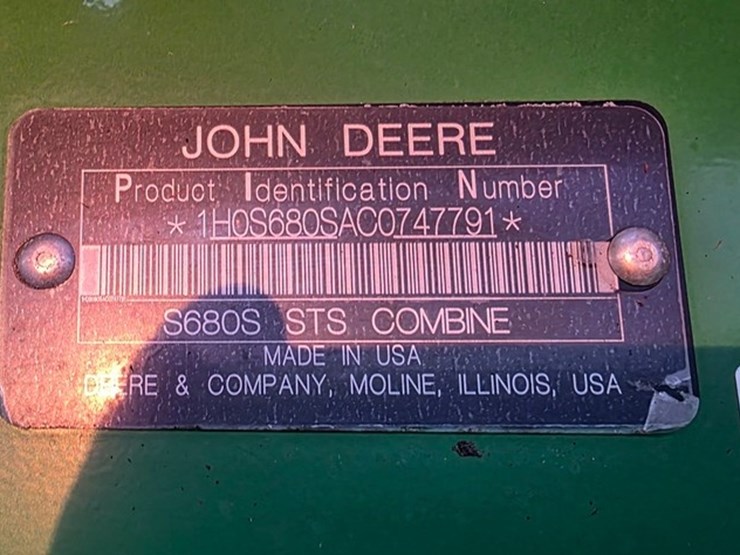 JOHN DEERE
Product Identification Number
*1H0S680SAC0747791*
S680S STS COMBINE
MADE IN USA
DEERE & COMPANY, MOLINE, ILLINOIS, USA